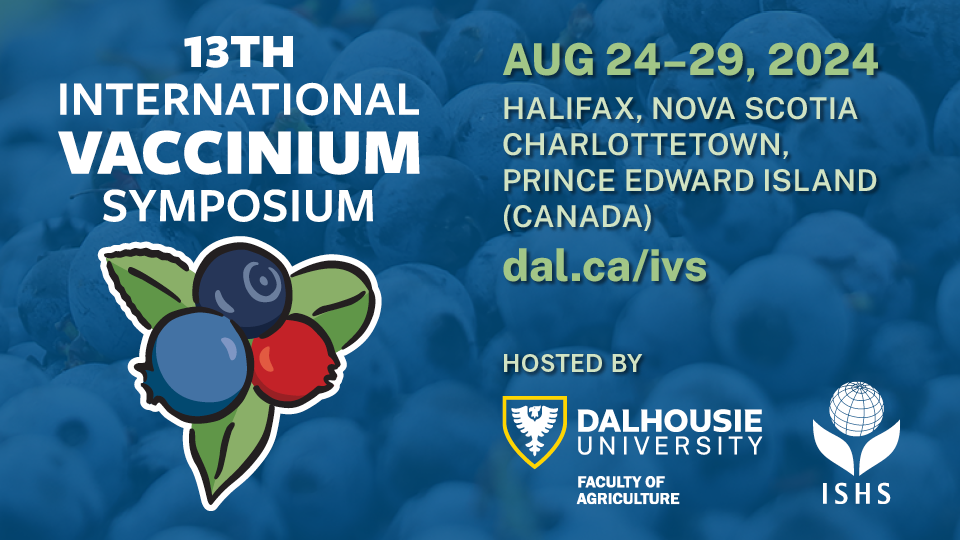 13TH
INTERNATIONAL
VACCINIUM
SYMPOSIUM
AUG 24–29, 2024
HALIFAX, NOVA SCOTIA
CHARLOTTETOWN,
PRINCE EDWARD ISLAND
(CANADA)
dal.ca/ivs
HOSTED BY
DALHOUSIE
UNIVERSITY
FACULTY OF
AGRICULTURE
ISHS